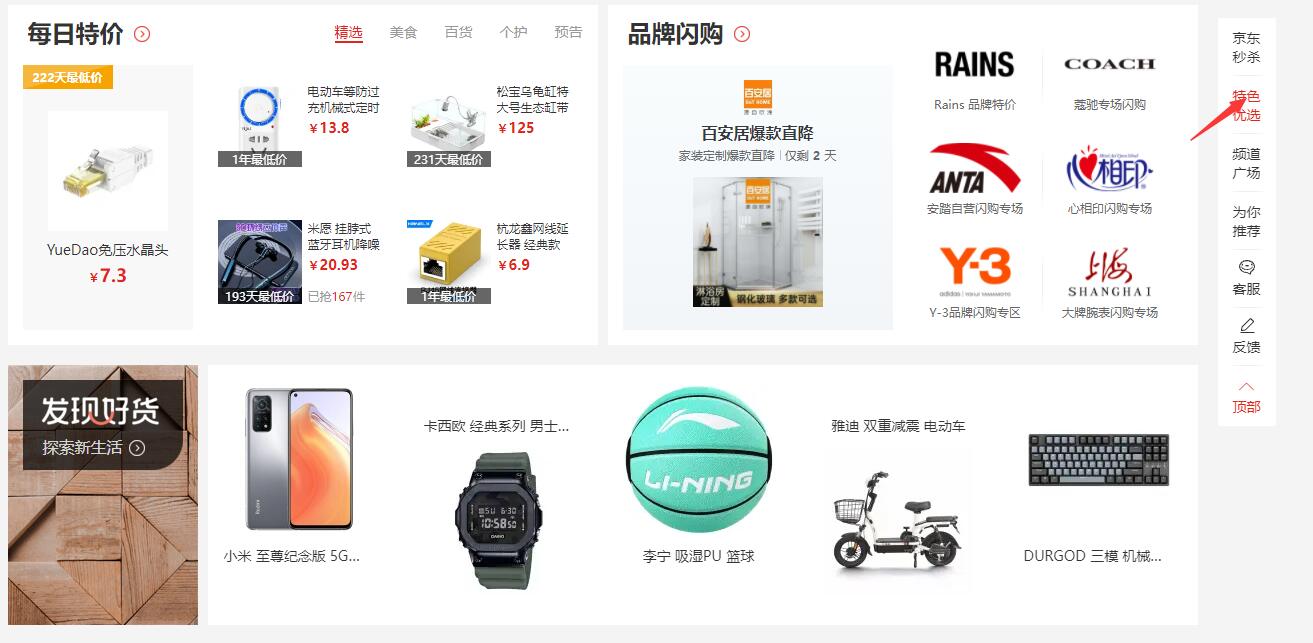 每日特价
精选
美食
百货
个护
预告
222天最低价
YueDao免压水晶头
¥7.3
电动车等防过
充机械式定时
¥13.8
1年最低价
松宝乌龟缸特
大号生态缸带
¥125
231天最低价
米愿 挂脖式
蓝牙耳机降噪
¥20.93
已抢167件
193天最低价
杭龙鑫网线延
长器 经典款
¥6.9
1年最低价
品牌闪购
百安居
B&T HOME
百安居爆款直降
家装定制爆款直降 | 仅剩 2 天
百安居
淋浴房
定制
钢化玻璃 多款可选
RAINS
Rains 品牌特价
COACH
蔻驰专场闪购
ANTA
安踏自营闪购专场
心相印
心相印闪购专场
Y-3
adidas | YOHJI YAMAMOTO
Y-3品牌闪购专区
上海
SHANGHAI
大牌腕表闪购专场
京东
秒杀
特色
优选
频道
广场
为你
推荐
客服
反馈
顶部
发现好货
探索新生活
Redmi
小米 至尊纪念版 5G...
卡西欧 经典系列 男士...
10:58 50
CASIO
LI-NING
李宁 吸湿PU 篮球
雅迪 双重减震 电动车
DURGOD 三模 机械...